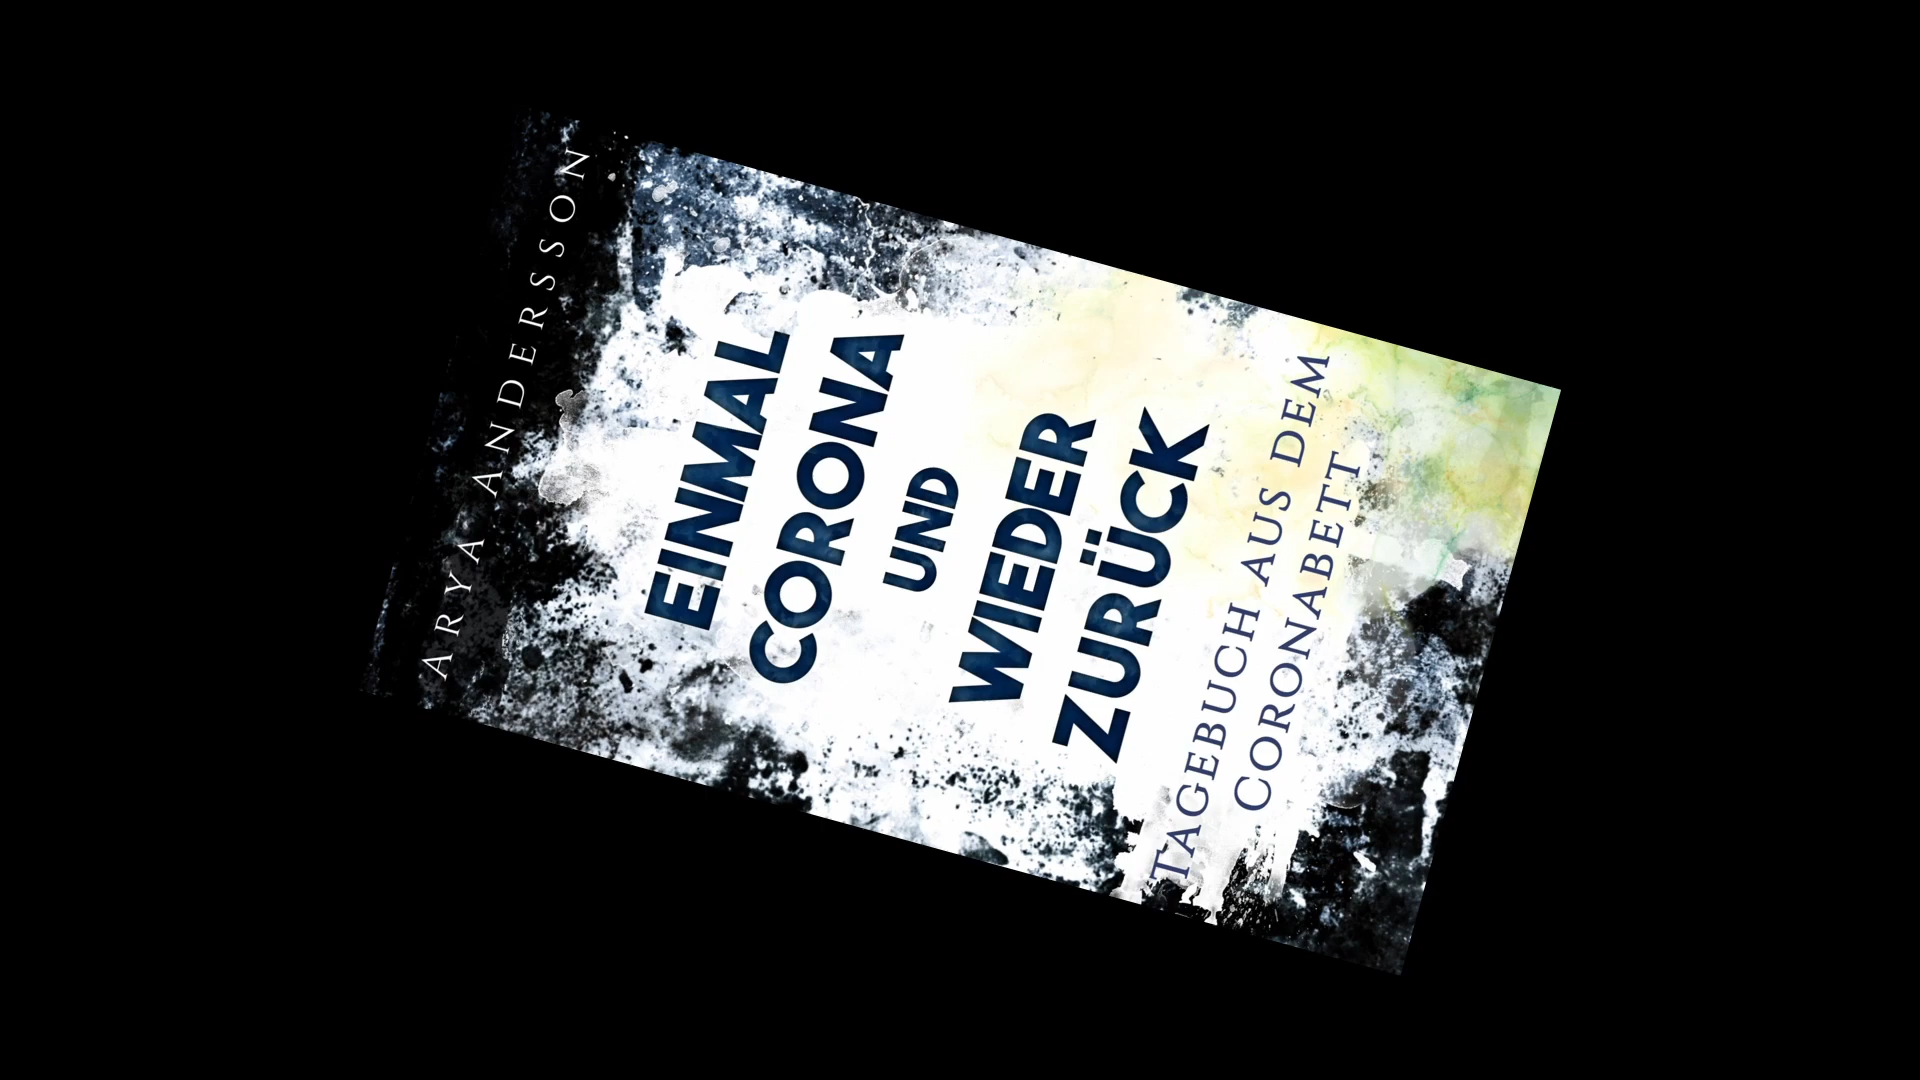 ARYA ANDERSSON
EINMAL
CORONA
UND
WIEDER
ZURÜCK
TAGEBUCH AUS DEM
CORONABETT